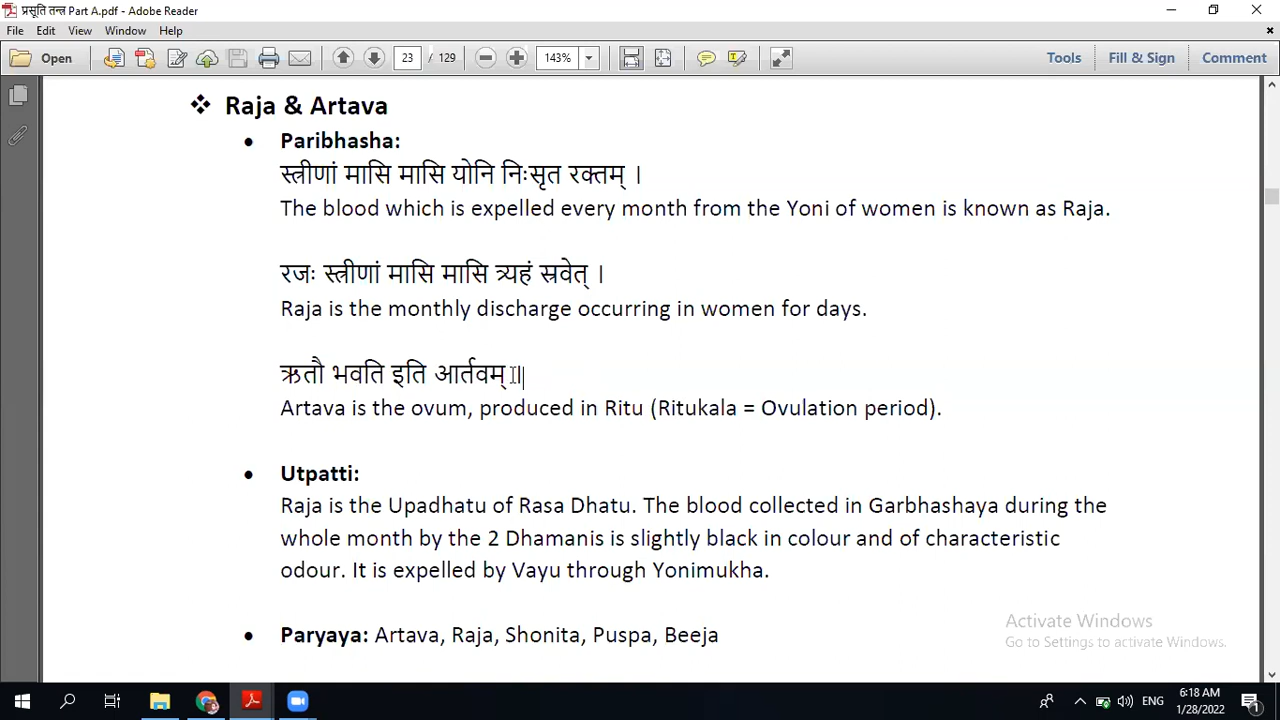 प्रसूति तन्त्र Part A.pdf - Adobe Reader
File Edit View Window Help
Open 23 / 129 143% Tools Fill & Sign Comment
❖ Raja & Artava
• Paribhasha:
स्त्रीणां मासि मासि योनि निःसृत रक्तम् ।
The blood which is expelled every month from the Yoni of women is known as Raja.
रजः स्त्रीणां मासि मासि त्र्यहं स्रवेत् ।
Raja is the monthly discharge occurring in women for days.
ऋतौ भवति इति आर्तवम् ॥
Artava is the ovum, produced in Ritu (Ritukala = Ovulation period).
• Utpatti:
Raja is the Upadhatu of Rasa Dhatu. The blood collected in Garbhashaya during the
whole month by the 2 Dhamanis is slightly black in colour and of characteristic
odour. It is expelled by Vayu through Yonimukha.
• Paryaya: Artava, Raja, Shonita, Puspa, Beeja
Activate Windows
Go to Settings to activate Windows.
ENG
6:18 AM
1/28/2022
1